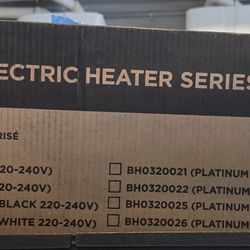 ECTRIC HEATER SERIES
RISÉ
20-240V)
BH0320021 (PLATINUM
20-240V)
BH0320022 (PLATINUM
BLACK 220-240V)
BH0320025 (PLATINUM
WHITE 220-240V)
BH0320026 (PLATINUM